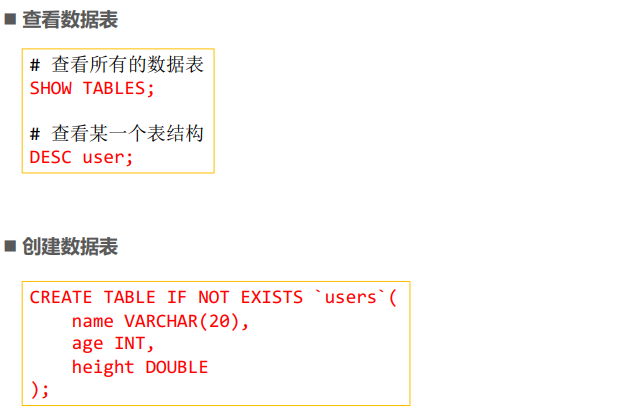 ■ 查看数据表
# 查看所有的数据表
SHOW TABLES;
# 查看某一个表结构
DESC user;
■ 创建数据表
CREATE TABLE IF NOT EXISTS `users`(
    name VARCHAR(20),
    age INT,
    height DOUBLE
);